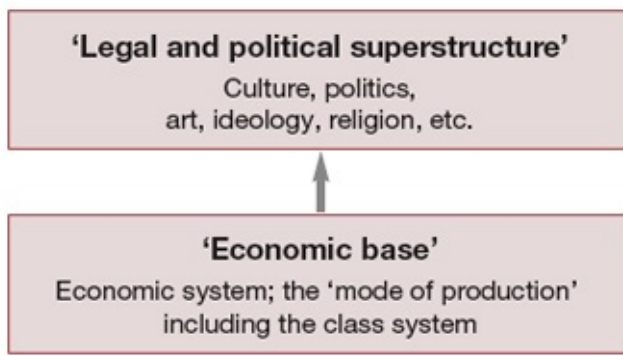 ‘Legal and political superstructure’
Culture, politics,
art, ideology, religion, etc.
‘Economic base’
Economic system; the ‘mode of production’
including the class system